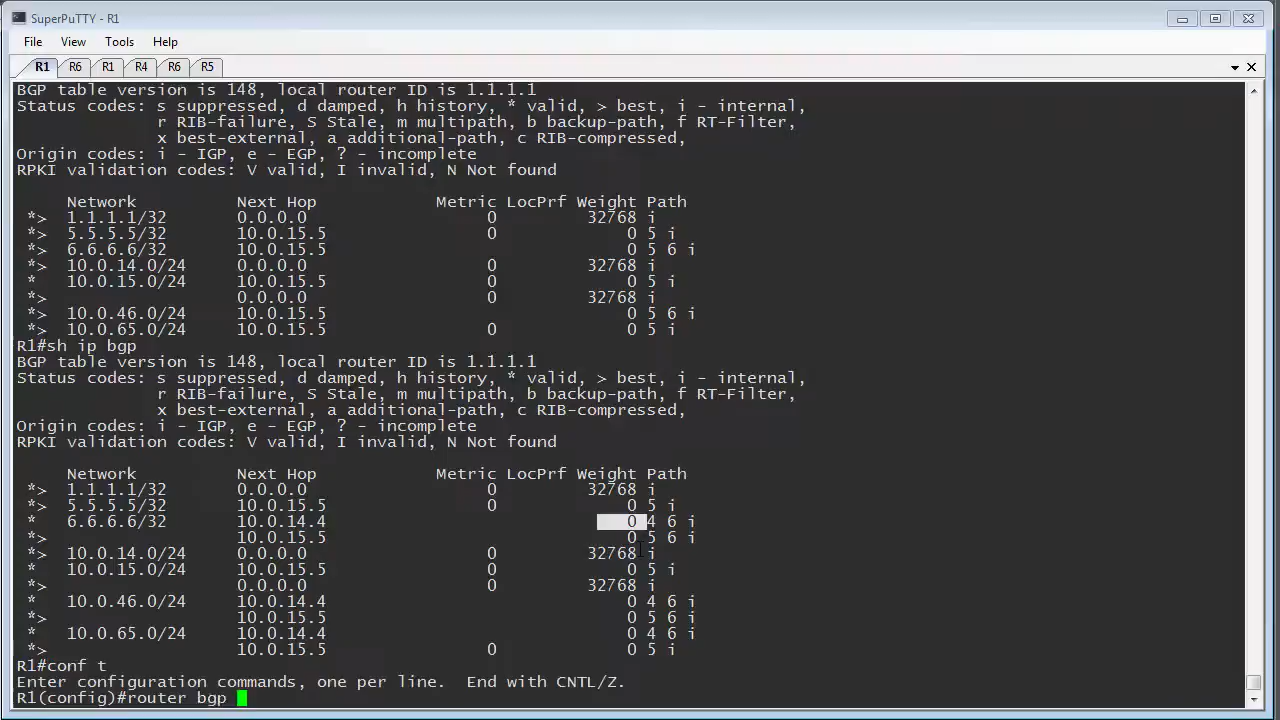 SuperPuTTY - R1
File View Tools Help
R1 R6 R1 R4 R6 R5
BGP table version is 148, local router ID is 1.1.1.1
Status codes: s suppressed, d damped, h history, * valid, > best, i - internal,
r RIB-failure, S Stale, m multipath, b backup-path, f RT-Filter,
x best-external, a additional-path, c RIB-compressed,
Origin codes: i - IGP, e - EGP, ? - incomplete
RPKI validation codes: V valid, I invalid, N Not found
Network Next Hop Metric LocPrf Weight Path
*> 1.1.1.1/32 0.0.0.0 0 32768 i
*> 5.5.5.5/32 10.0.15.5 0 0 5 i
*> 6.6.6.6/32 10.0.15.5 0 5 6 i
*> 10.0.14.0/24 0.0.0.0 0 32768 i
* 10.0.15.0/24 10.0.15.5 0 0 5 i
*> 0.0.0.0 0 32768 i
*> 10.0.46.0/24 10.0.15.5 0 5 6 i
*> 10.0.65.0/24 10.0.15.5 0 0 5 i
R1#sh ip bgp
BGP table version is 148, local router ID is 1.1.1.1
Status codes: s suppressed, d damped, h history, * valid, > best, i - internal,
r RIB-failure, S Stale, m multipath, b backup-path, f RT-Filter,
x best-external, a additional-path, c RIB-compressed,
Origin codes: i - IGP, e - EGP, ? - incomplete
RPKI validation codes: V valid, I invalid, N Not found
Network Next Hop Metric LocPrf Weight Path
*> 1.1.1.1/32 0.0.0.0 0 32768 i
*> 5.5.5.5/32 10.0.15.5 0 0 5 i
* 6.6.6.6/32 10.0.14.4 0 4 6 i
*> 10.0.15.5 0 5 6 i
*> 10.0.14.0/24 0.0.0.0 0 32768 i
* 10.0.15.0/24 10.0.15.5 0 0 5 i
*> 0.0.0.0 0 32768 i
* 10.0.46.0/24 10.0.14.4 0 4 6 i
*> 10.0.15.5 0 5 6 i
* 10.0.65.0/24 10.0.14.4 0 4 6 i
*> 10.0.15.5 0 0 5 i
R1#conf t
Enter configuration commands, one per line. End with CNTL/Z.
R1(config)#router bgp